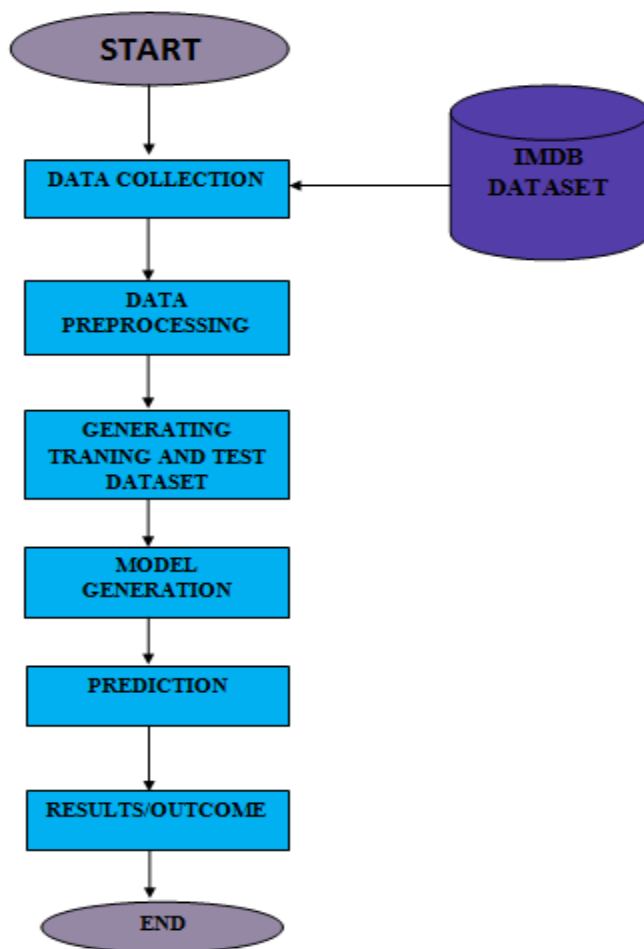 START
IMDB
DATASET
DATA COLLECTION
DATA
PREPROCESSING
GENERATING
TRANING AND TEST
DATASET
MODEL
GENERATION
PREDICTION
RESULTS/OUTCOME
END